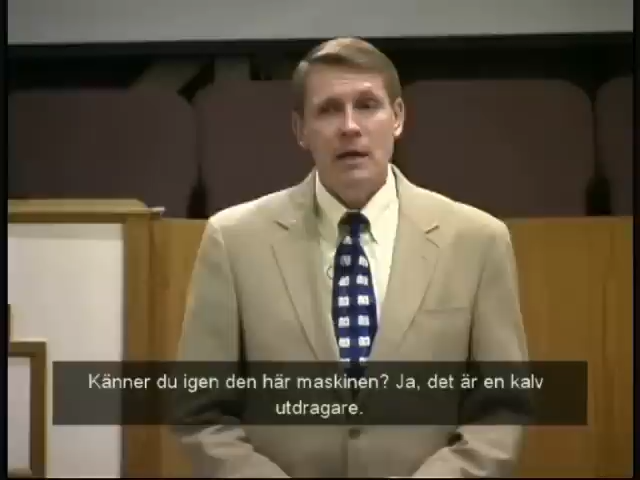 Känner du igen den här maskinen? Ja, det är en kalv
utdragare.